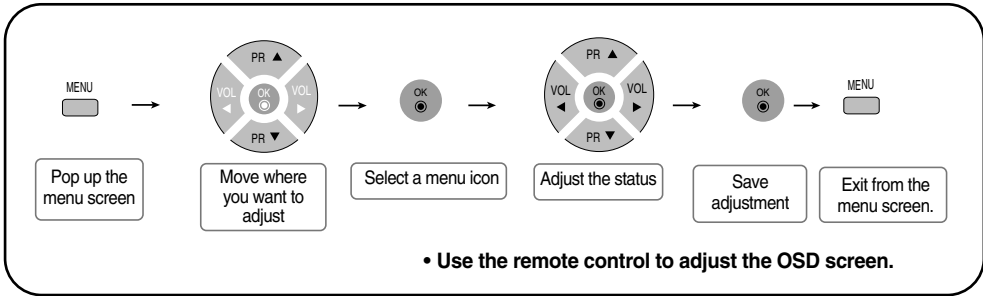 MENU
PR ▲
VOL OK VOL
◄ ◉ ►
PR ▼
OK
◉
PR ▲
VOL OK VOL
◄ ◉ ►
PR ▼
OK
◉
MENU
Pop up the
menu screen
Move where
you want to
adjust
Select a menu icon
Adjust the status
Save
adjustment
Exit from the
menu screen.
• Use the remote control to adjust the OSD screen.